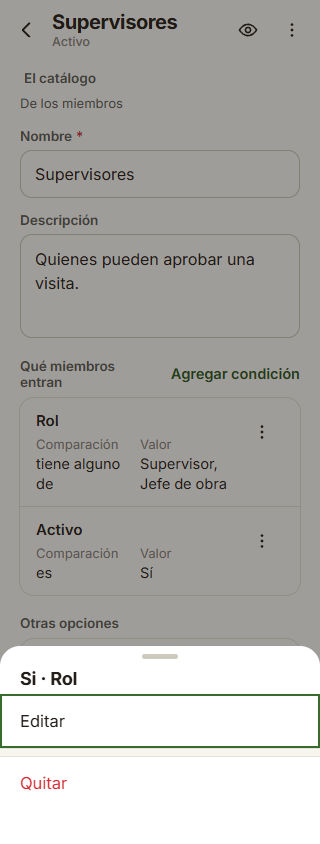 Supervisores
Activo
El catálogo
De los miembros
Nombre *
Supervisores
Descripción
Quienes pueden aprobar una
visita.
Qué miembros
entran
Agregar condición
Rol
Comparación Valor
tiene alguno Supervisor,
de Jefe de obra
Activo
Comparación Valor
es Sí
Otras opciones
Si · Rol
Editar
Quitar